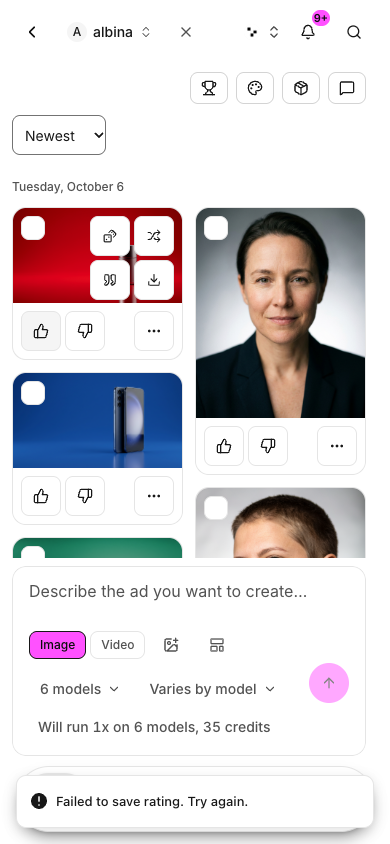 A albina
9+
Newest
Tuesday, October 6
Describe the ad you want to create...
Image Video
6 models Varies by model
Will run 1x on 6 models, 35 credits
Failed to save rating. Try again.